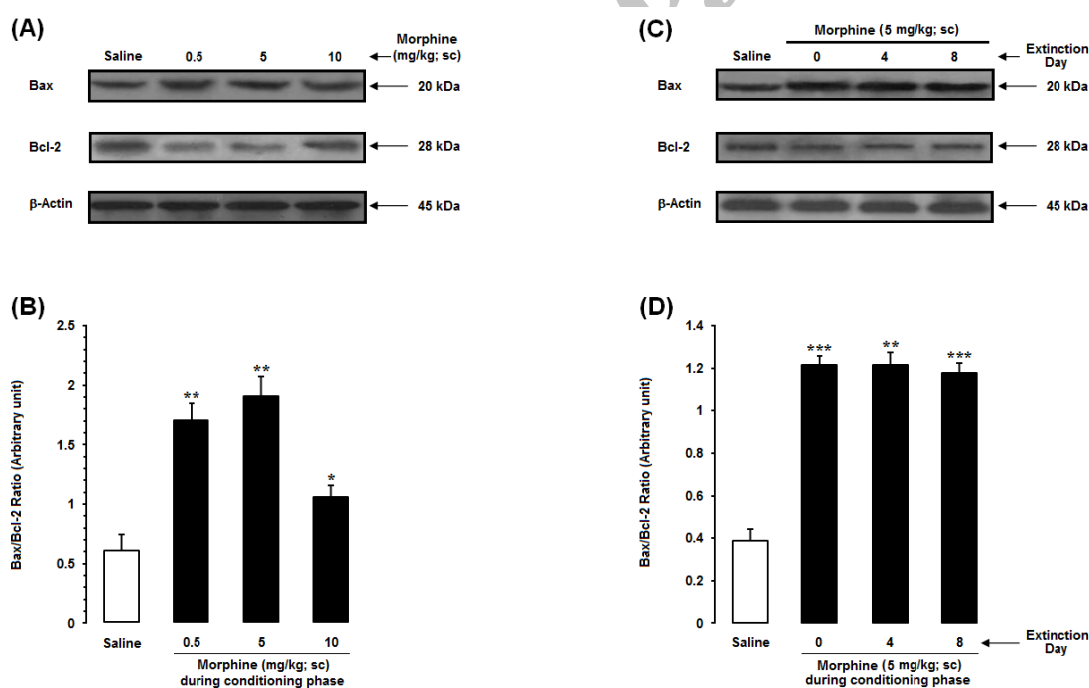 (A)
Saline 0.5 5 10 Morphine (mg/kg; sc)
Bax 20 kDa
Bcl-2 28 kDa
β-Actin 45 kDa
(C)
Morphine (5 mg/kg; sc)
Saline 0 4 8 Extinction Day
Bax 20 kDa
Bcl-2 28 kDa
β-Actin 45 kDa
(B)
Bax/Bcl-2 Ratio (Arbitrary unit)
2.5
2
1.5
1
0.5
0
** ** *
Saline 0.5 5 10
Morphine (mg/kg; sc)
during conditioning phase
(D)
Bax/Bcl-2 Ratio (Arbitrary unit)
1.4
1.2
1
0.8
0.6
0.4
0.2
0
*** ** ***
Saline 0 4 8 Extinction Day
Morphine (5 mg/kg; sc)
during conditioning phase